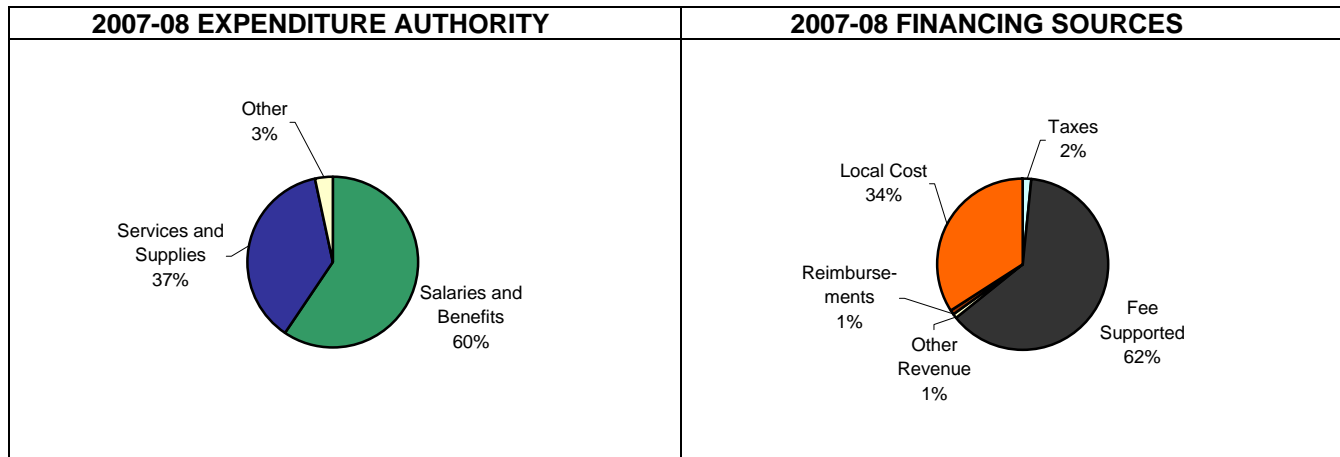 2007-08 EXPENDITURE AUTHORITY
Other
3%
Services and
Supplies
37%
Salaries and
Benefits
60%
2007-08 FINANCING SOURCES
Taxes
2%
Local Cost
34%
Reimburse-
ments
1%
Other
Revenue
1%
Fee
Supported
62%